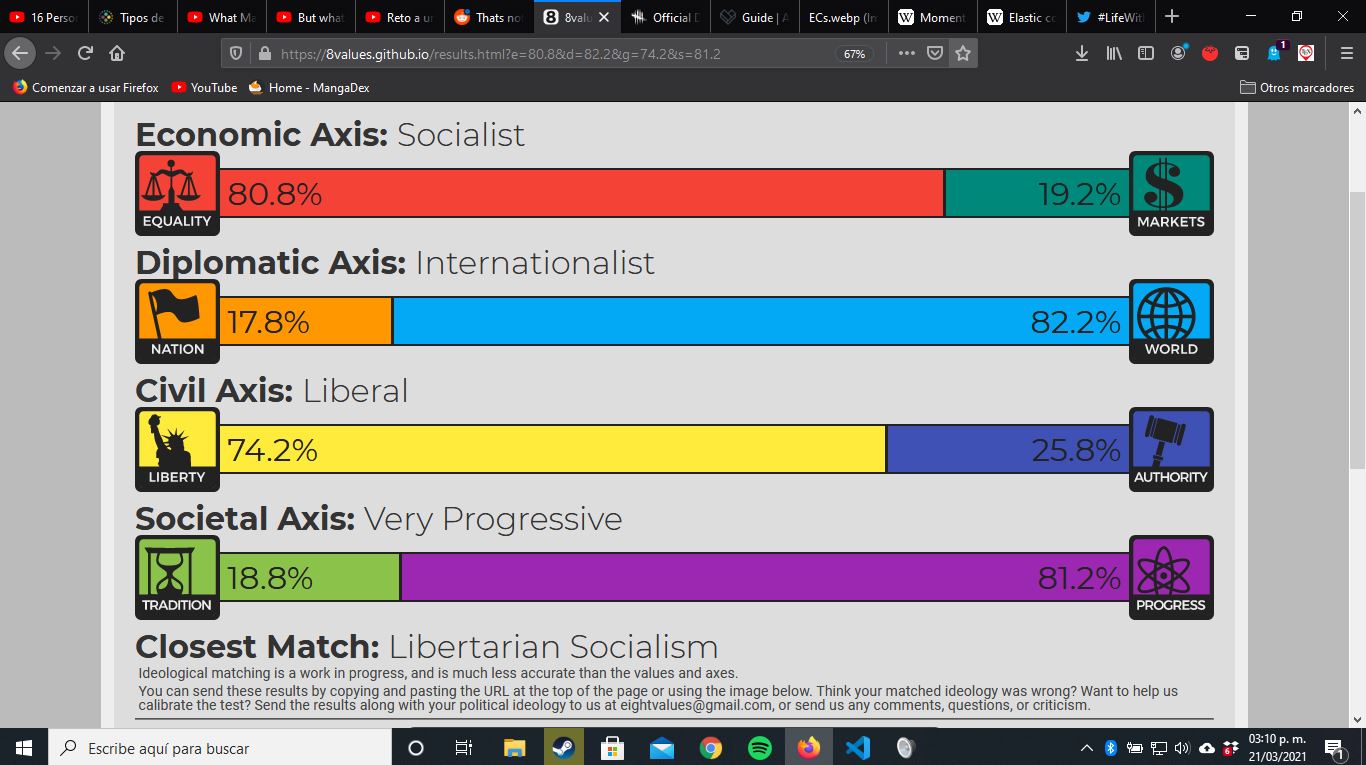 16 Person
Tipos de
What Ma
But what
Reto a un
Thats no
8valu
Official D
Guide | A
ECs.webp (Im
Moment
Elastic co
#LifeWit
https://8values.github.io/results.html?e=80.8&d=82.2&g=74.2&s=81.2
67%
1
Comenzar a usar Firefox
YouTube
Home - MangaDex
Otros marcadores
Economic Axis: Socialist
80.8%
19.2%
EQUALITY
MARKETS
Diplomatic Axis: Internationalist
17.8%
82.2%
NATION
WORLD
Civil Axis: Liberal
74.2%
25.8%
LIBERTY
AUTHORITY
Societal Axis: Very Progressive
18.8%
81.2%
TRADITION
PROGRESS
Closest Match: Libertarian Socialism
Ideological matching is a work in progress, and is much less accurate than the values and axes.
You can send these results by copying and pasting the URL at the top of the page or using the image below. Think your matched ideology was wrong? Want to help us
calibrate the test? Send the results along with your political ideology to us at eightvalues@gmail.com, or send us any comments, questions, or criticism.
Escribe aquí para buscar
6
03:10 p. m.
21/03/2021
1